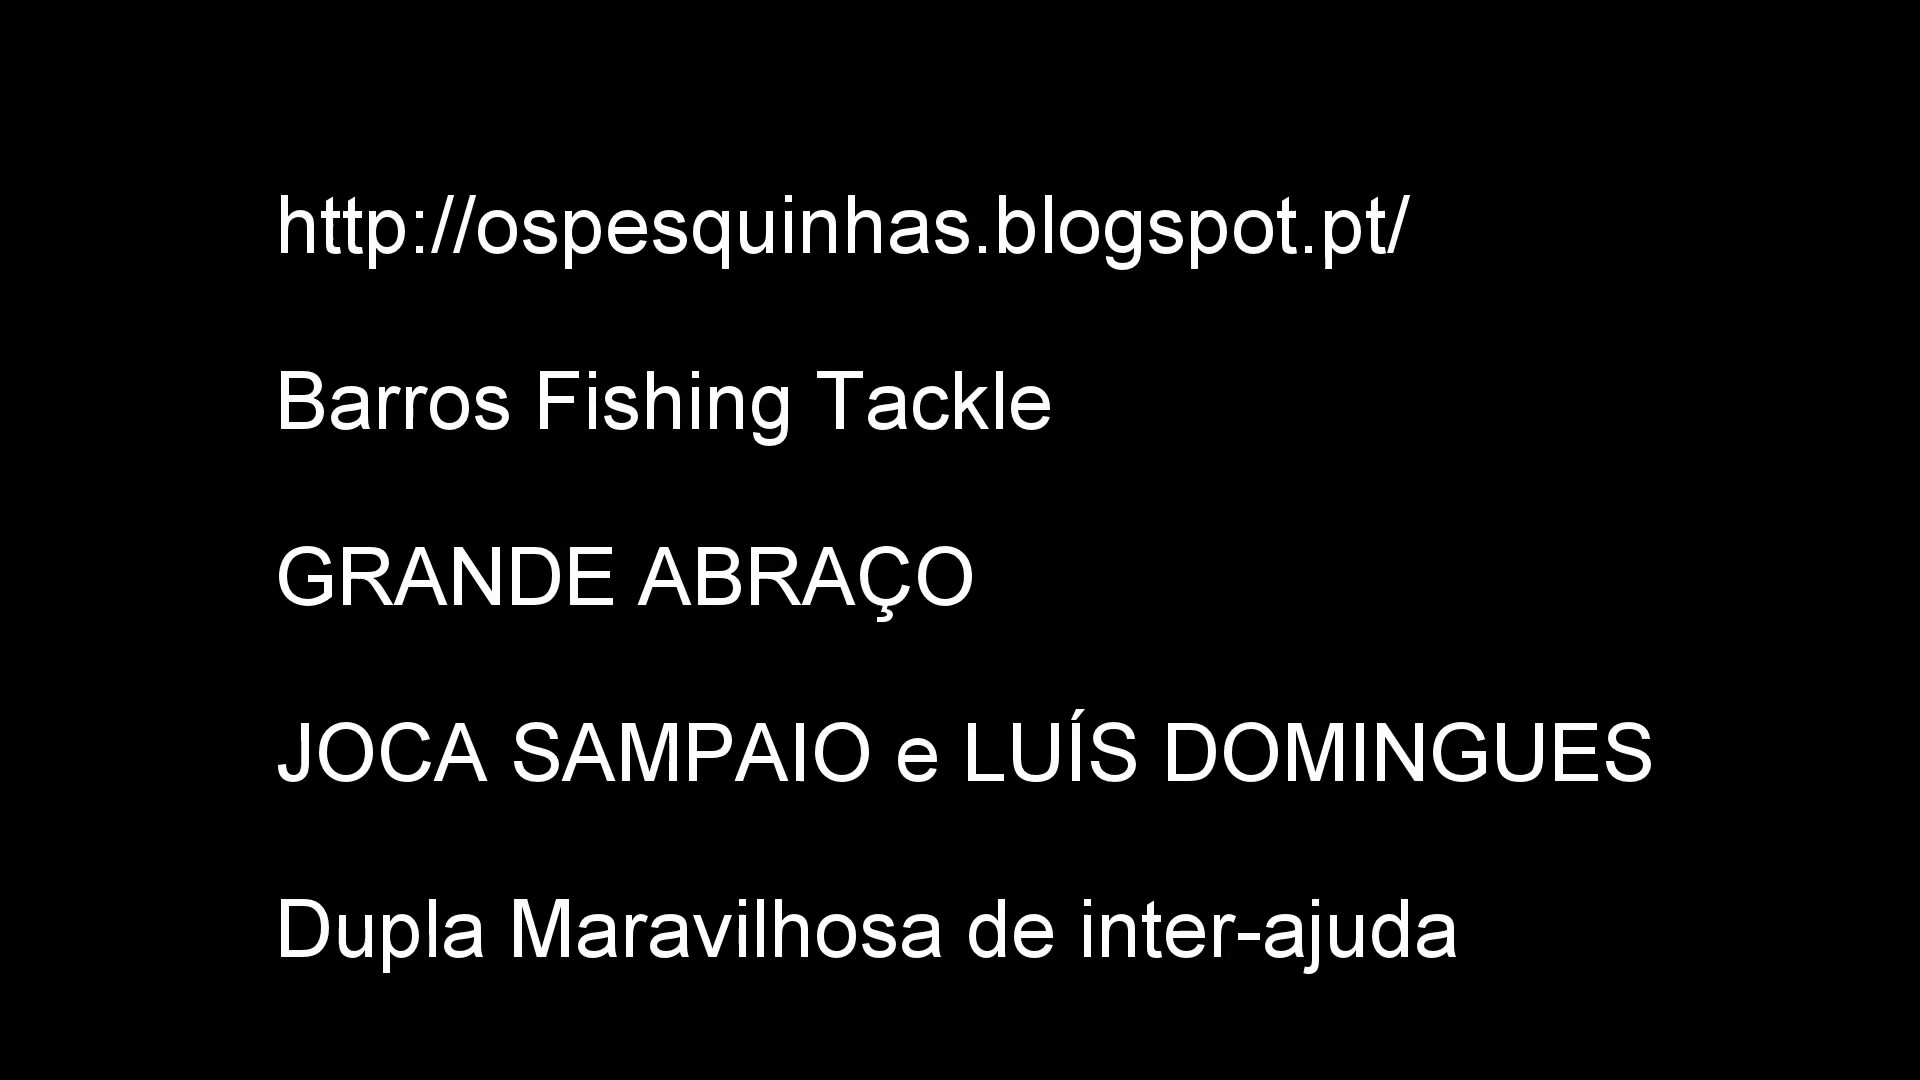 http://ospesquinhas.blogspot.pt/
Barros Fishing Tackle
GRANDE ABRAÇO
JOCA SAMPAIO e LUÍS DOMINGUES
Dupla Maravilhosa de inter-ajuda